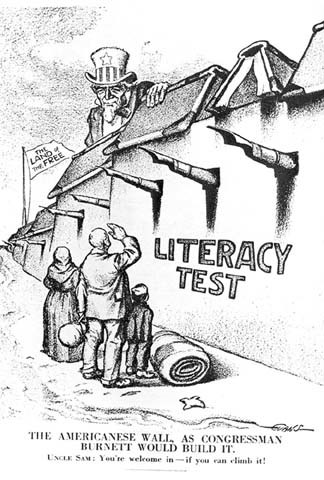 THE
LAND OF
THE FREE
LITERACY
TEST
EVANS
THE AMERICANESE WALL, AS CONGRESSMAN
BURNETT WOULD BUILD IT.
UNCLE SAM: You're welcome in — if you can climb it!